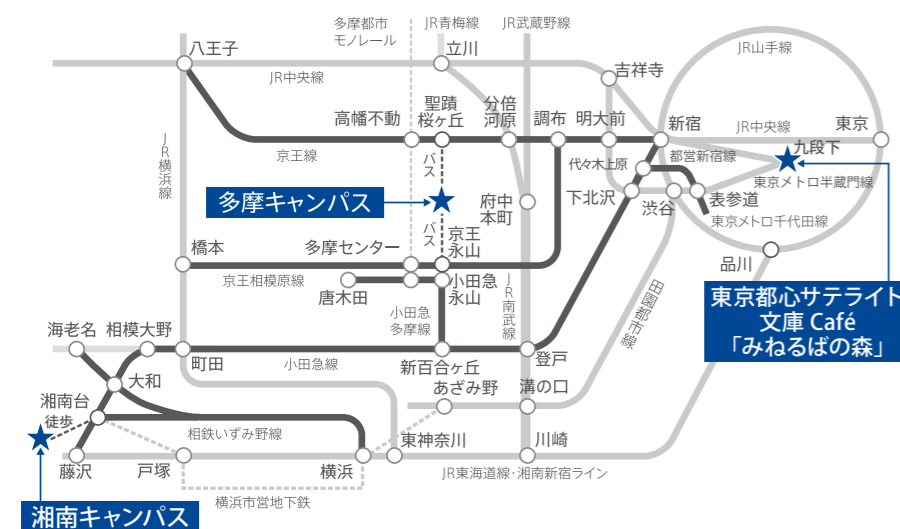 多摩都市
モノレール
JR青梅線
JR武蔵野線
八王子
立川
JR山手線
吉祥寺
JR中央線
高幡不動
聖蹟
桜ヶ丘
分倍
河原
調布
明大前
新宿
JR中央線
東京
九段下
JR横浜線
京王線
バス
代々木上原
都営新宿線
東京メトロ半蔵門線
多摩キャンパス
府中
本町
下北沢
渋谷
表参道
東京メトロ千代田線
バス
橋本
多摩センター
京王
永山
品川
京王相模原線
唐木田
小田急
永山
JR南武線
田園都市線
東京都心サテライト
文庫 Café
「みねるばの森」
小田急
多摩線
海老名
相模大野
町田
小田急線
新百合ヶ丘
登戸
大和
あざみ野
溝の口
湘南台
徒歩
相鉄いずみ野線
東神奈川
川崎
藤沢
戸塚
横浜
JR東海道線・湘南新宿ライン
横浜市営地下鉄
湘南キャンパス